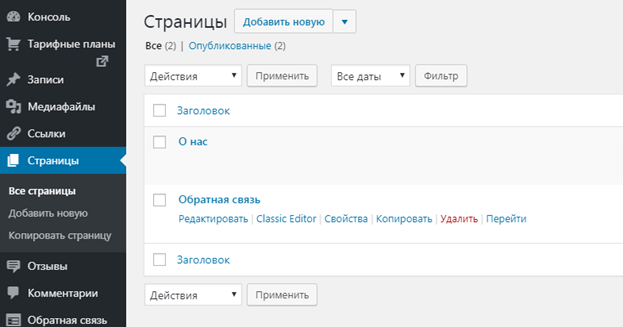 Консоль
Тарифные планы
Записи
Медиафайлы
Ссылки
Страницы
Все страницы
Добавить новую
Копировать страницу
Отзывы
Комментарии
Обратная связь
Страницы Добавить новую
Все (2) | Опубликованные (2)
Действия Применить Все даты Фильтр
Заголовок
О нас
Обратная связь
Редактировать | Classic Editor | Свойства | Копировать | Удалить | Перейти
Заголовок
Действия Применить